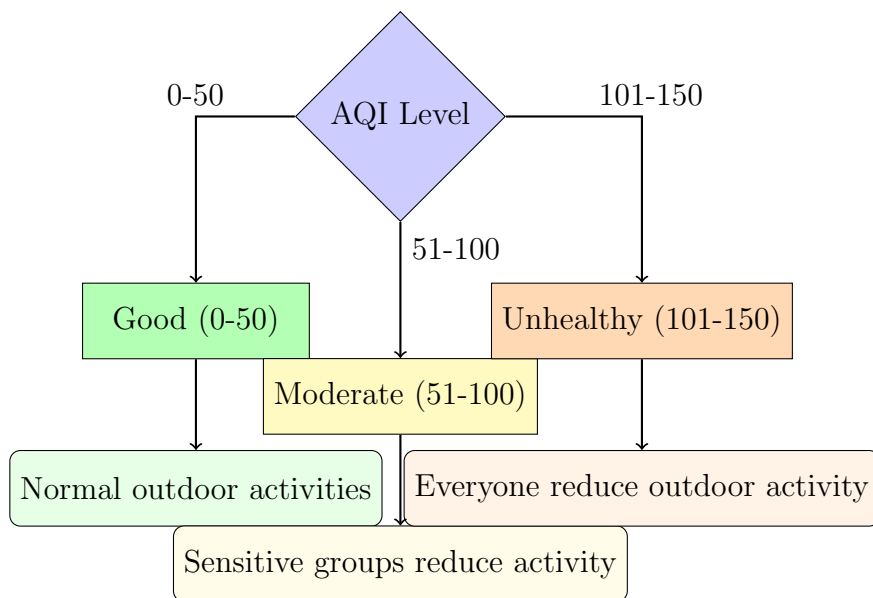 AQI Level
0-50
101-150
51-100
Good (0-50)
Unhealthy (101-150)
Moderate (51-100)
Normal outdoor activities
Everyone reduce outdoor activity
Sensitive groups reduce activity